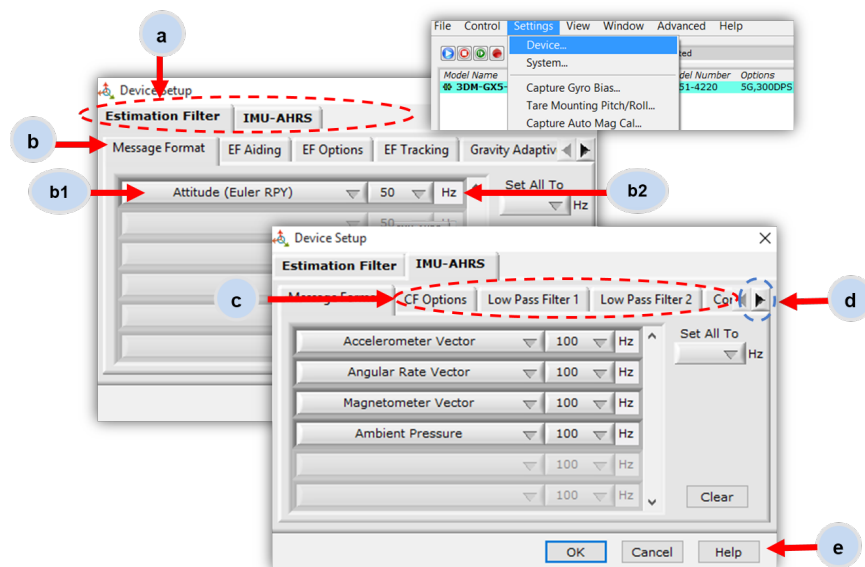 a
File Control Settings View Window Advanced Help
Device...
System...
Capture Gyro Bias...
Tare Mounting Pitch/Roll...
Capture Auto Mag Cal...
Model Name
3DM-GX5-
Options
51-4220 5G,300DPS
Device Setup
Estimation Filter IMU-AHRS
b
Message Format EF Aiding EF Options EF Tracking Gravity Adaptiv
b1
Attitude (Euler RPY) 50 Hz
b2
Set All To
Hz
50
Device Setup
Estimation Filter IMU-AHRS
c
CF Options Low Pass Filter 1 Low Pass Filter 2
d
Set All To
Hz
Accelerometer Vector 100 Hz
Angular Rate Vector 100 Hz
Magnetometer Vector 100 Hz
Ambient Pressure 100 Hz
100 Hz
100 Hz
Clear
OK Cancel Help
e